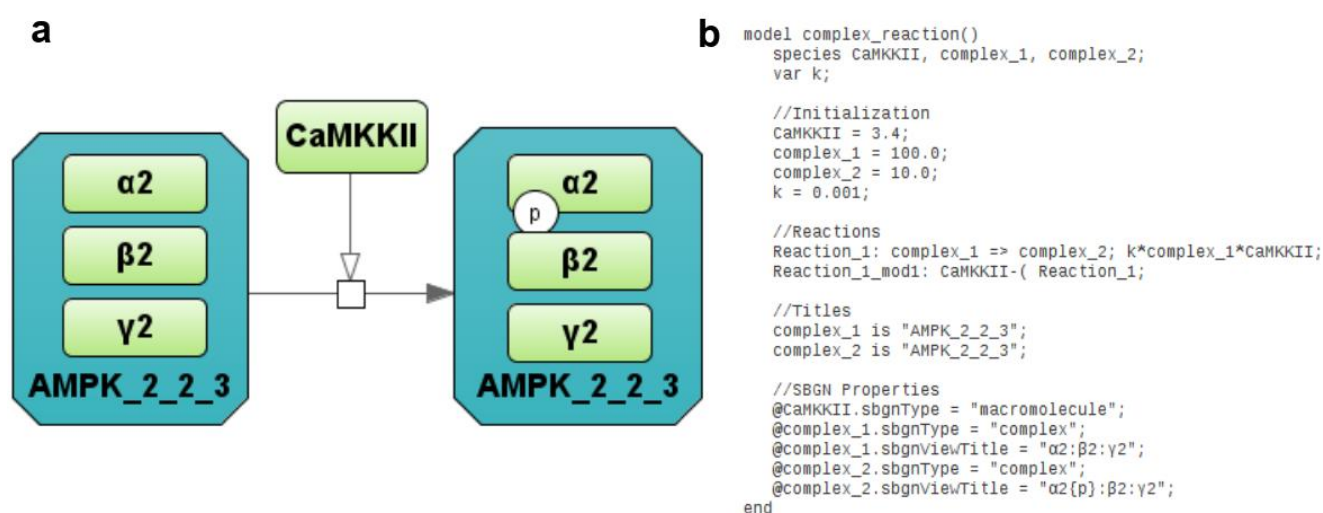 a
CaMKKII
α2
β2
γ2
AMPK_2_2_3
α2
p
β2
γ2
AMPK_2_2_3
b
model complex_reaction()
species CaMKKII, complex_1, complex_2;
var k;
//Initialization
CaMKKII = 3.4;
complex_1 = 100.0;
complex_2 = 10.0;
k = 0.001;
//Reactions
Reaction_1: complex_1 => complex_2; k*complex_1*CaMKKII;
Reaction_1_mod1: CaMKKII-( Reaction_1;
//Titles
complex_1 is "AMPK_2_2_3";
complex_2 is "AMPK_2_2_3";
//SBGN Properties
@CaMKKII.sbgnType = "macromolecule";
@complex_1.sbgnType = "complex";
@complex_1.sbgnViewTitle = "α2:β2:γ2";
@complex_2.sbgnType = "complex";
@complex_2.sbgnViewTitle = "α2{p}:β2:γ2";
end